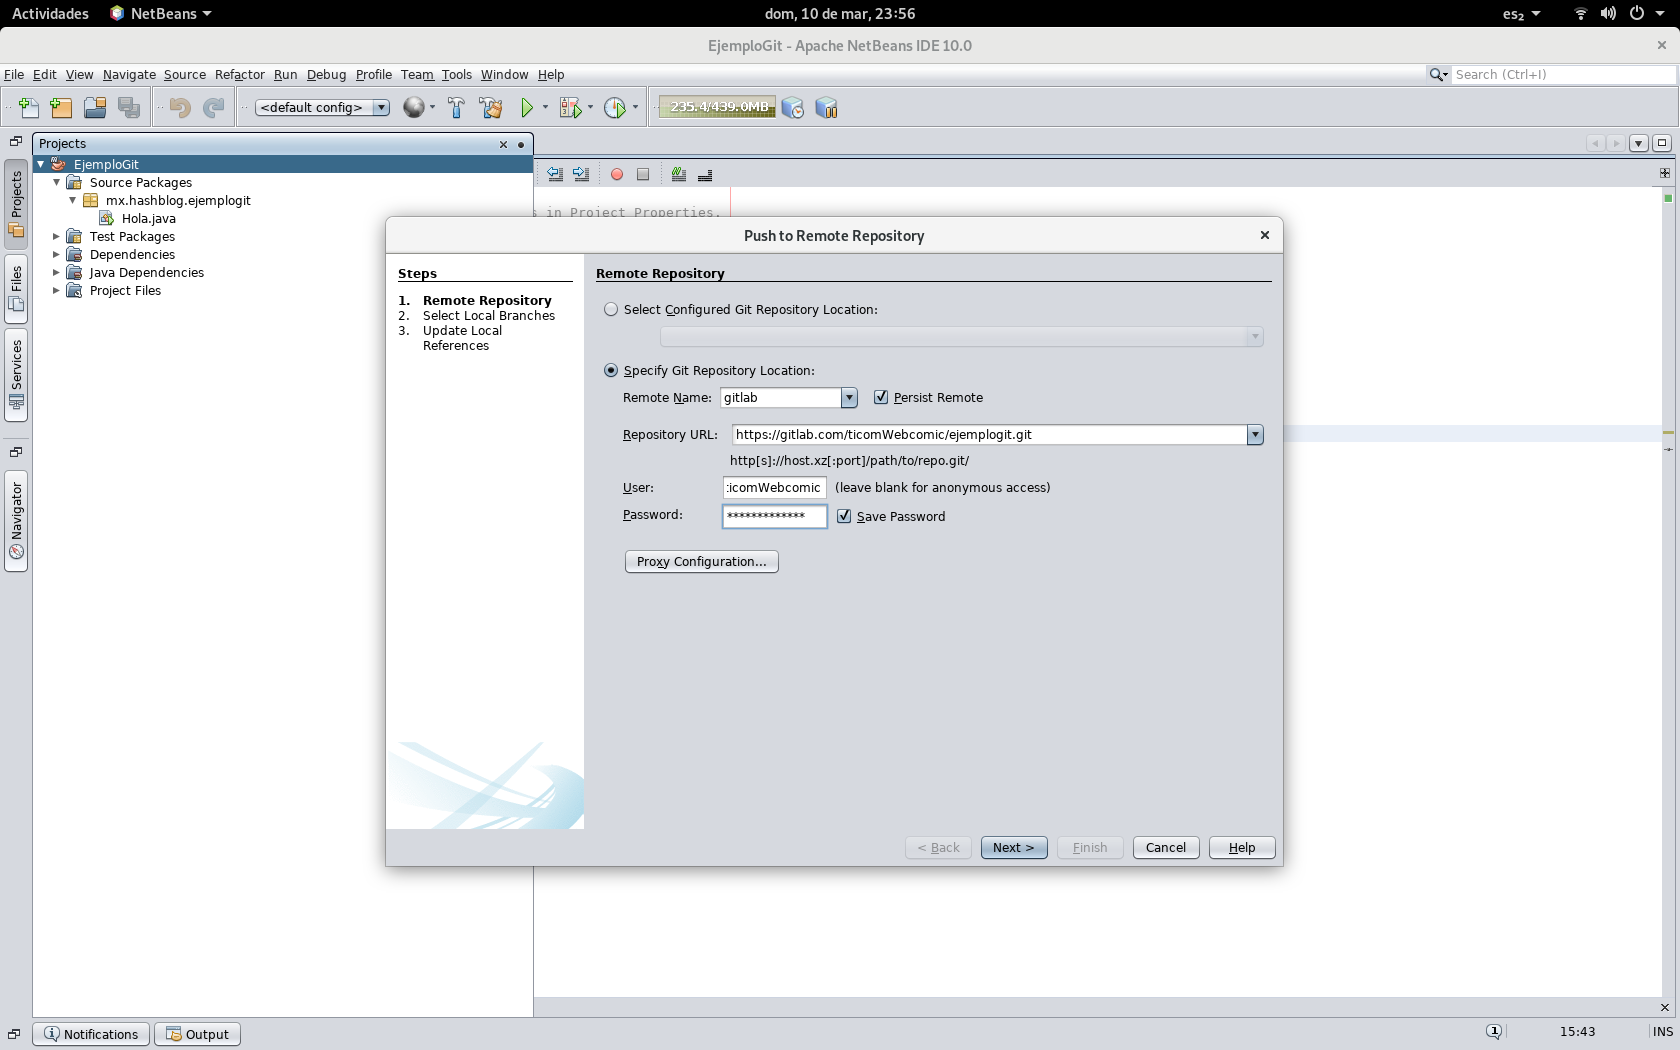 Actividades NetBeans dom, 10 de mar, 23:56 es₂
EjemploGit - Apache NetBeans IDE 10.0
File Edit View Navigate Source Refactor Run Debug Profile Team Tools Window Help Search (Ctrl+I)
<default config> 235.4/439.0MB
Projects
EjemploGit
Source Packages
mx.hashblog.ejemplogit
Hola.java
Test Packages
Dependencies
Java Dependencies
Project Files
Projects
Files
Services
Navigator
s in Project Properties.
Push to Remote Repository
Steps
1. Remote Repository
2. Select Local Branches
3. Update Local
References
Remote Repository
Select Configured Git Repository Location:
Specify Git Repository Location:
Remote Name: gitlab Persist Remote
Repository URL: https://gitlab.com/ticomWebcomic/ejemplogit.git
http[s]://host.xz[:port]/path/to/repo.git/
User: ticomWebcomic (leave blank for anonymous access)
Password: ************* Save Password
Proxy Configuration...
< Back Next > Finish Cancel Help
Notifications Output 1 15:43 INS